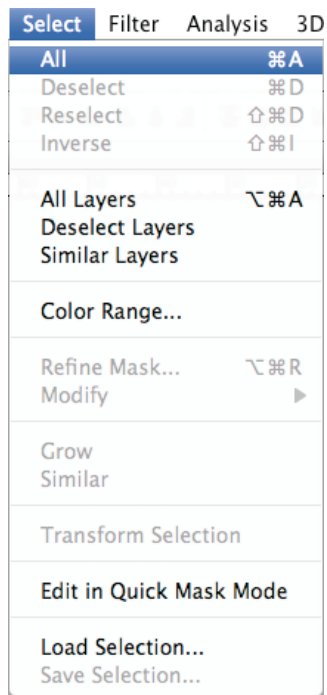 Select Filter Analysis 3D
All ⌘A
Deselect ⌘D
Reselect ⇧⌘D
Inverse ⇧⌘I
All Layers ⌥⌘A
Deselect Layers
Similar Layers
Color Range...
Refine Mask... ⌥⌘R
Modify ▶
Grow
Similar
Transform Selection
Edit in Quick Mask Mode
Load Selection...
Save Selection...